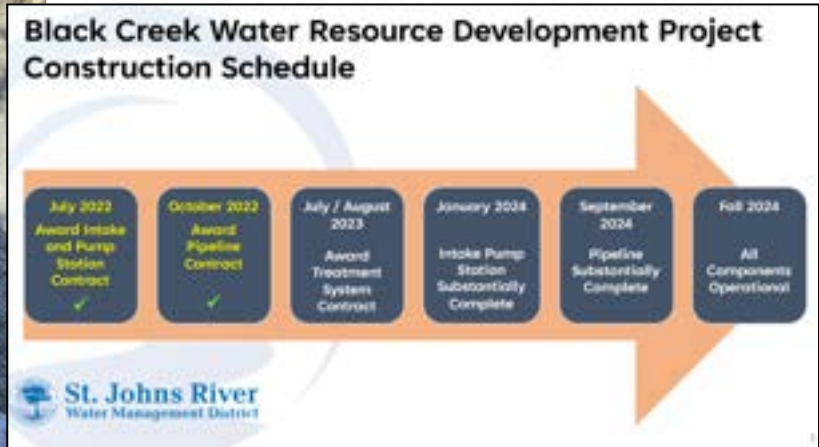 Black Creek Water Resource Development Project
Construction Schedule
July 2022
Award Intake
and Pump
Station
Contract
✓
October 2022
Award
Pipeline
Contract
✓
July / August
2023
Award
Treatment
System
Contract
January 2024
Intake Pump
Station
Substantially
Complete
September
2024
Pipeline
Substantially
Complete
Fall 2024
All
Components
Operational
St. Johns River
Water Management District